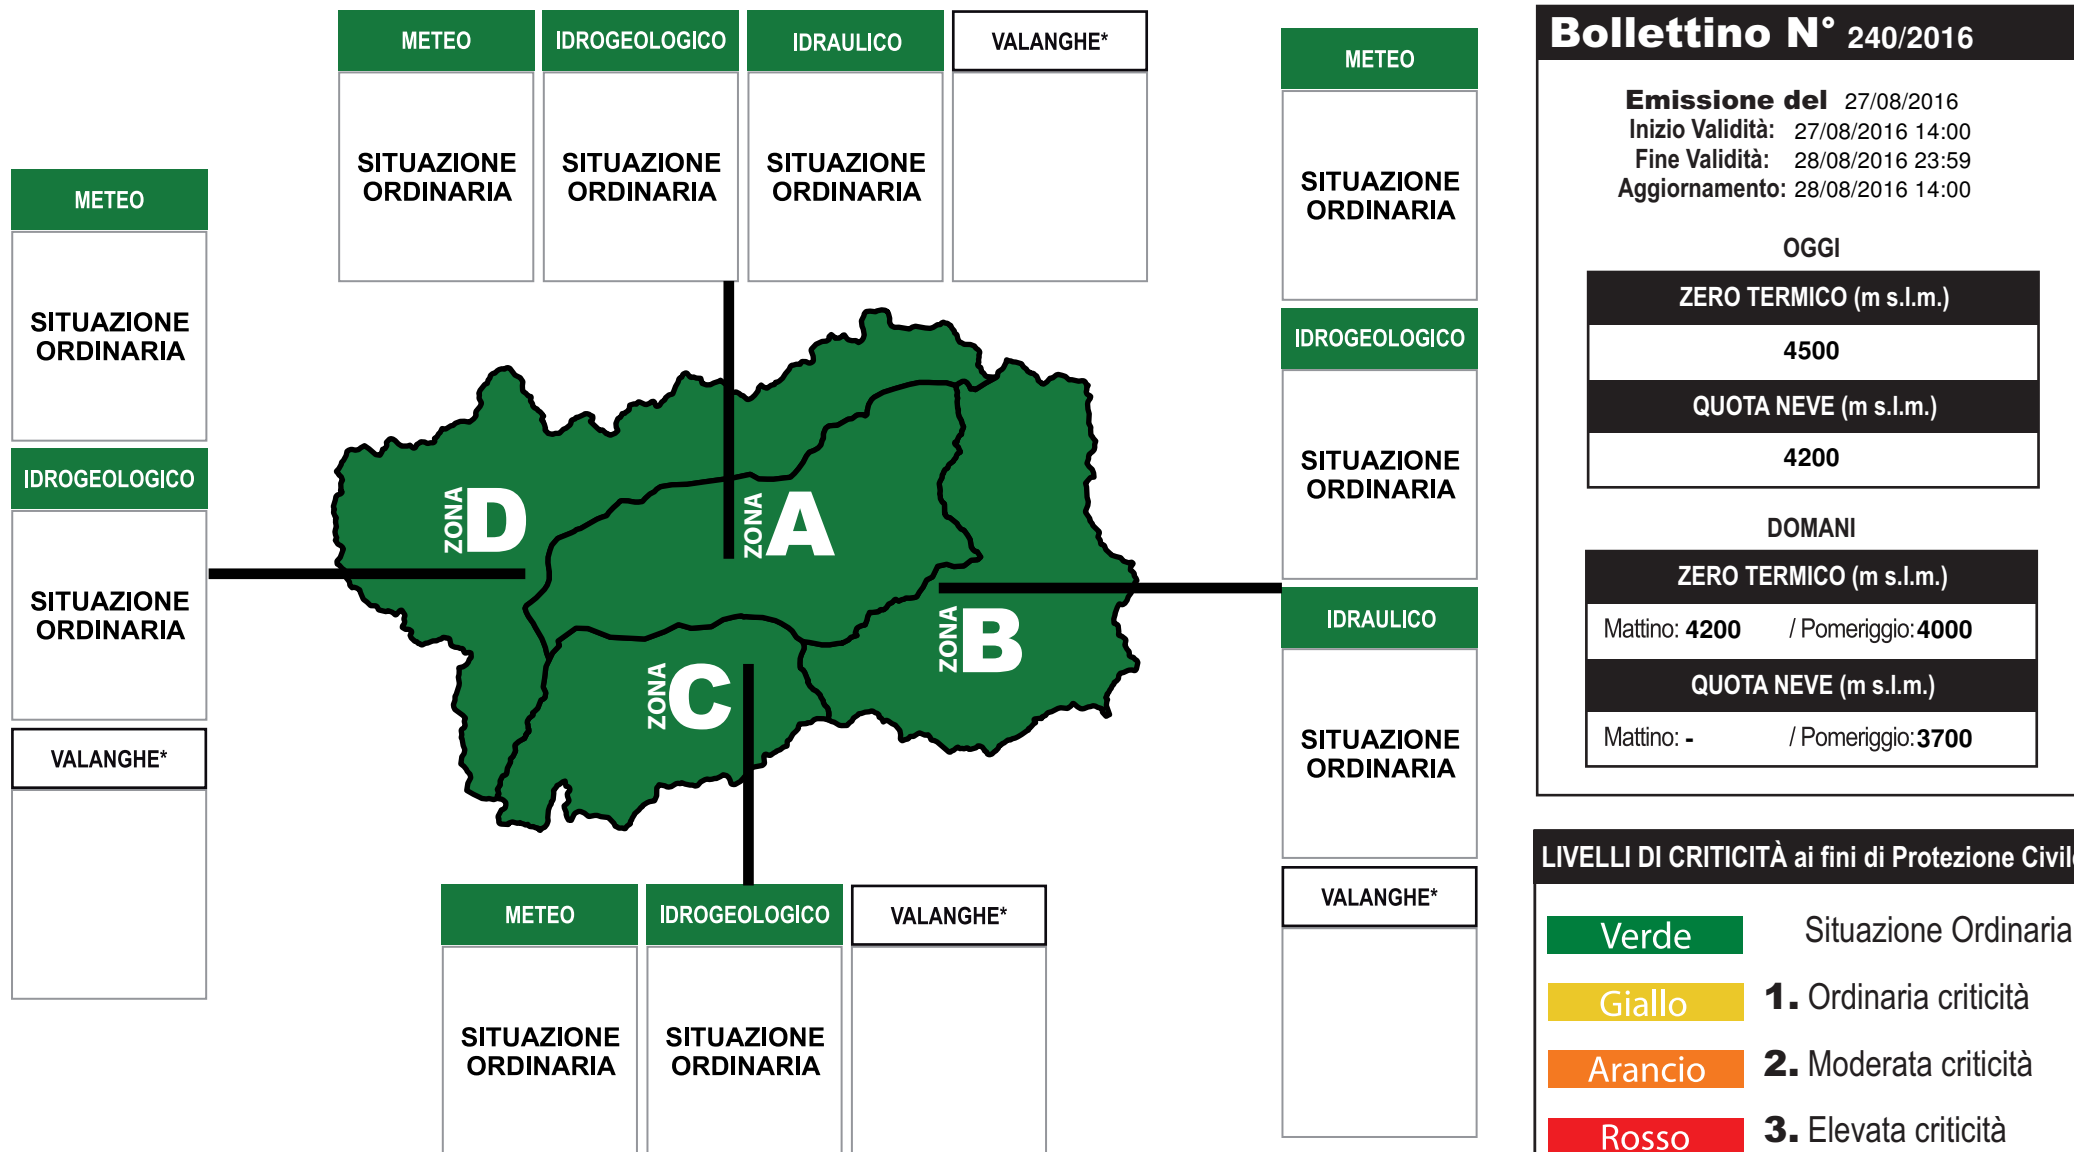 METEO
IDROGEOLOGICO
IDRAULICO
VALANGHE*
SITUAZIONE
ORDINARIA
SITUAZIONE
ORDINARIA
SITUAZIONE
ORDINARIA
METEO
SITUAZIONE
ORDINARIA
IDROGEOLOGICO
SITUAZIONE
ORDINARIA
VALANGHE*
ZONA D
ZONA A
ZONA B
ZONA C
METEO
SITUAZIONE
ORDINARIA
IDROGEOLOGICO
SITUAZIONE
ORDINARIA
IDRAULICO
SITUAZIONE
ORDINARIA
VALANGHE*
METEO
IDROGEOLOGICO
VALANGHE*
SITUAZIONE
ORDINARIA
SITUAZIONE
ORDINARIA
Bollettino N° 240/2016
Emissione del 27/08/2016
Inizio Validità: 27/08/2016 14:00
Fine Validità: 28/08/2016 23:59
Aggiornamento: 28/08/2016 14:00
OGGI
ZERO TERMICO (m s.l.m.)
4500
QUOTA NEVE (m s.l.m.)
4200
DOMANI
ZERO TERMICO (m s.l.m.)
Mattino: 4200 / Pomeriggio: 4000
QUOTA NEVE (m s.l.m.)
Mattino: - / Pomeriggio: 3700
LIVELLI DI CRITICITÀ ai fini di Protezione Civile
Verde Situazione Ordinaria
Giallo 1. Ordinaria criticità
Arancio 2. Moderata criticità
Rosso 3. Elevata criticità